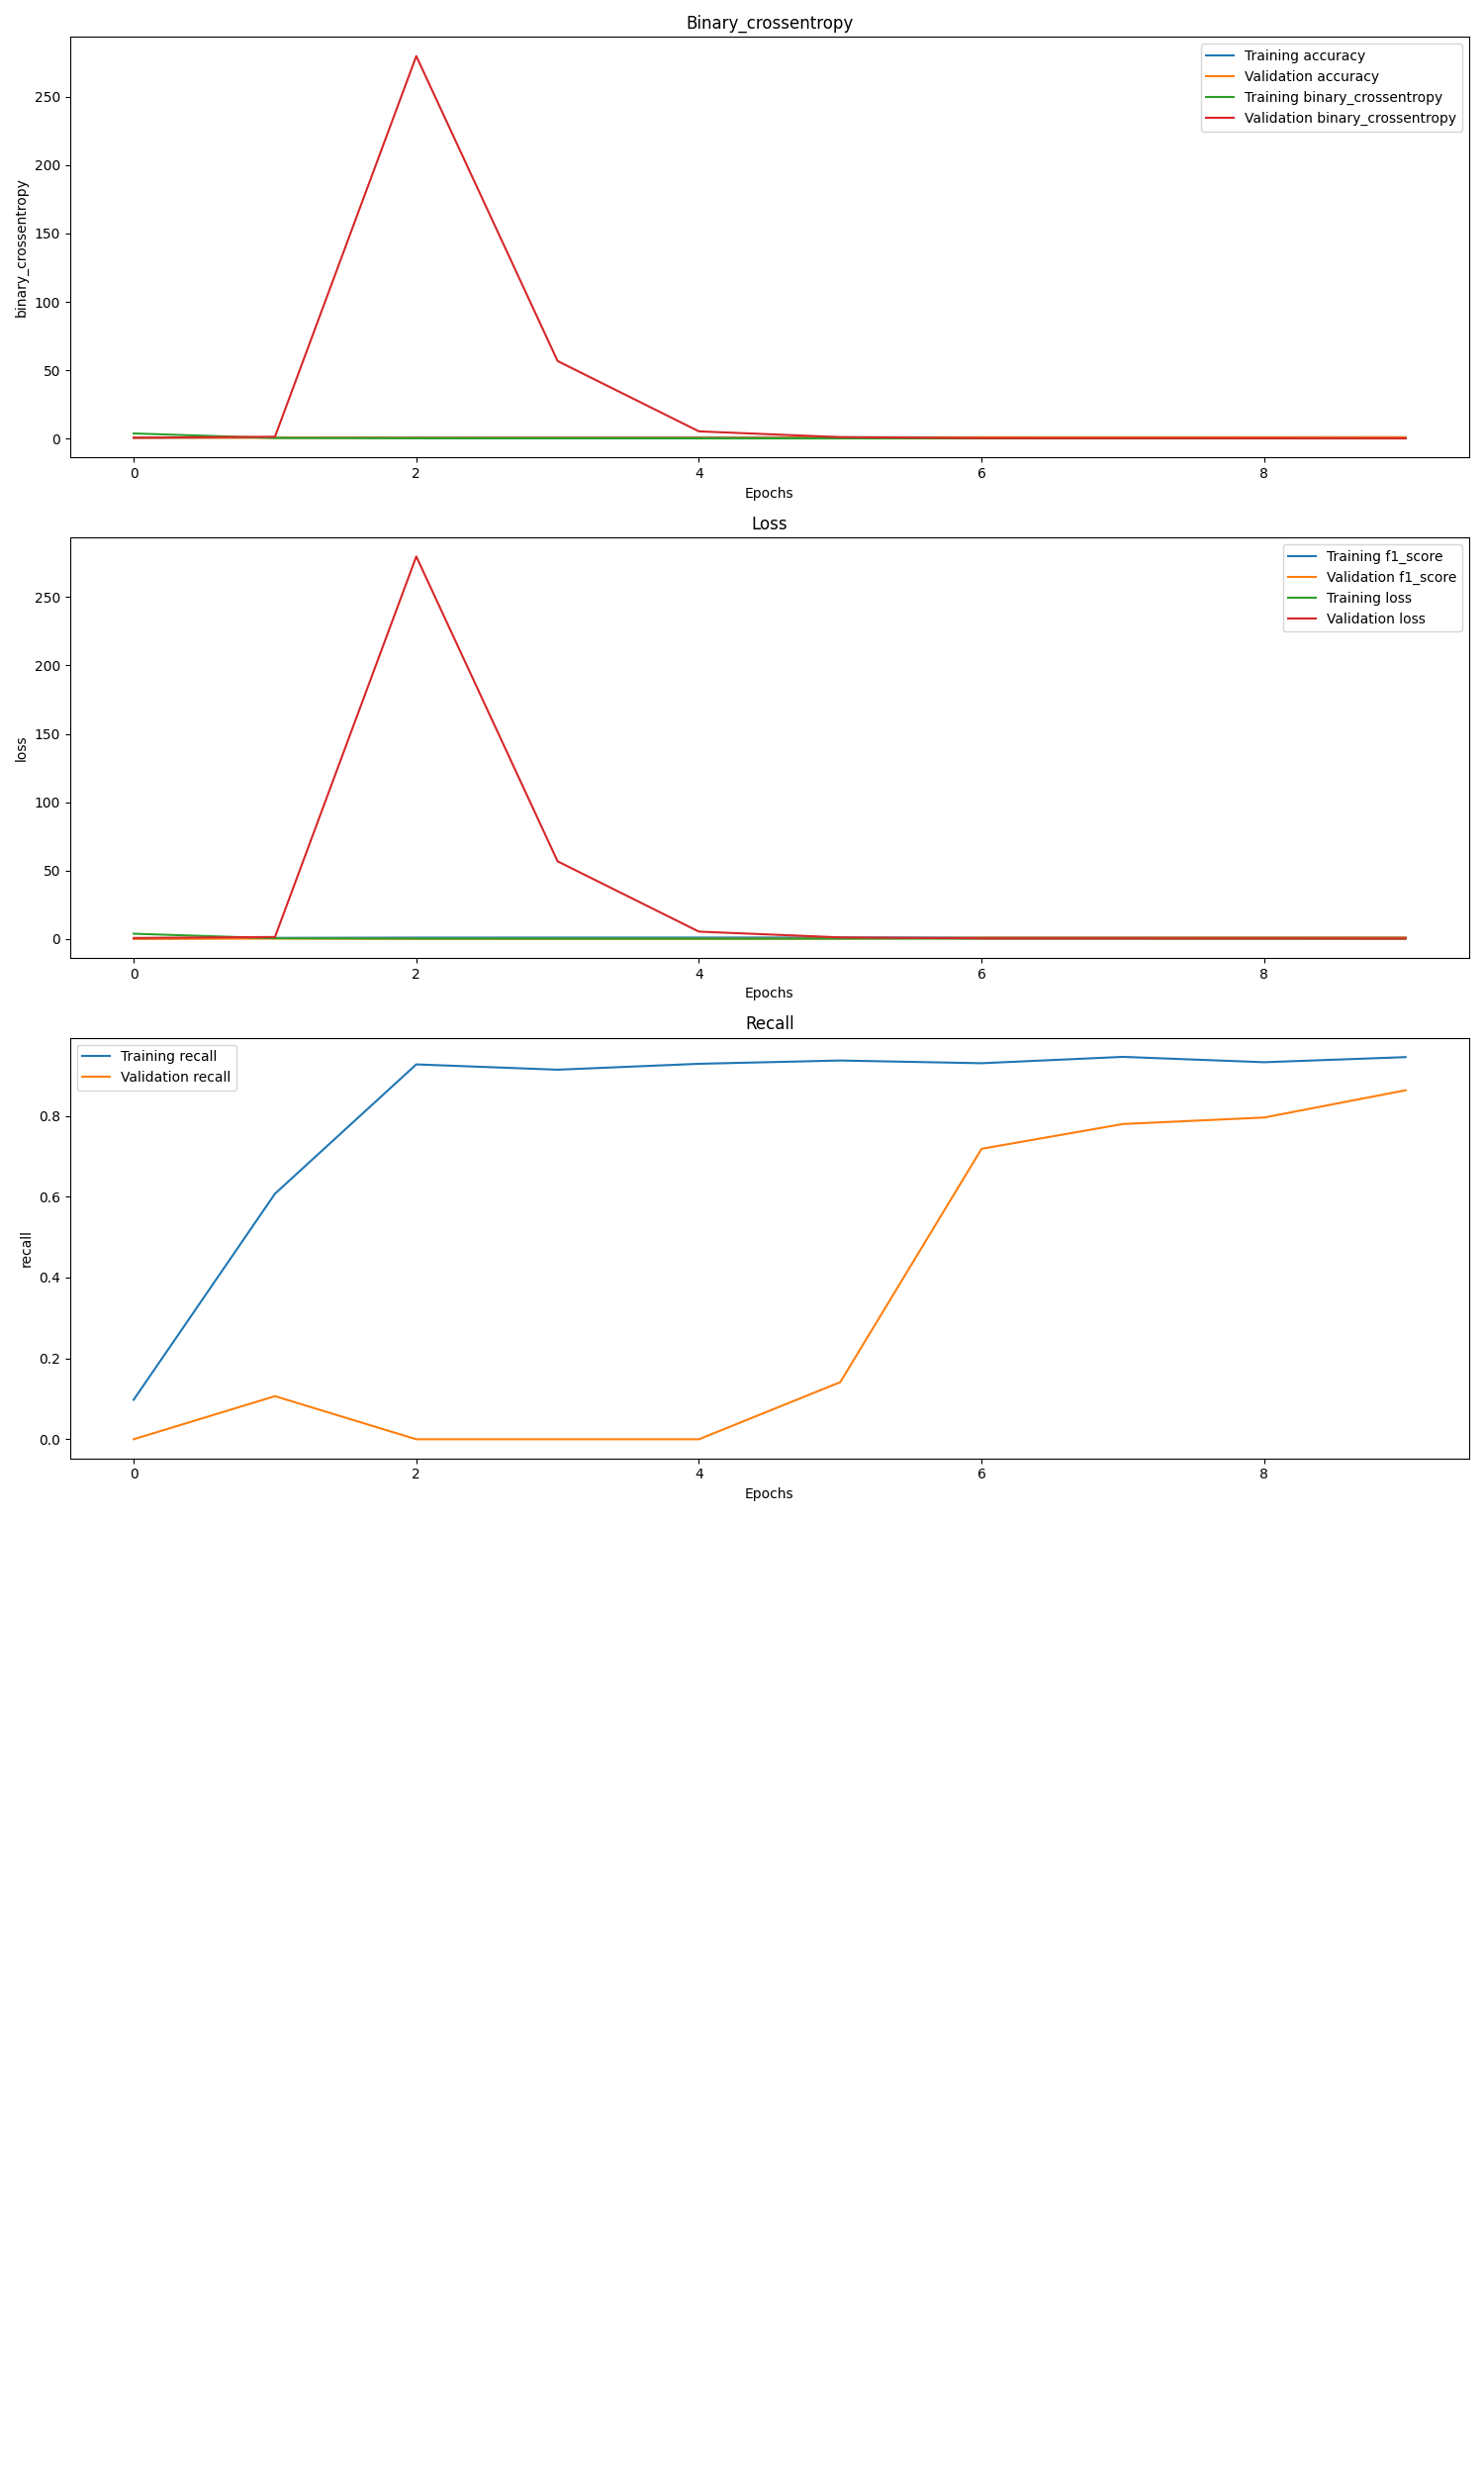 Binary_crossentropy
Training accuracy
Validation accuracy
Training binary_crossentropy
Validation binary_crossentropy
binary_crossentropy
250
200
150
100
50
0
0 2 4 6 8
Epochs
Loss
Training f1_score
Validation f1_score
Training loss
Validation loss
loss
250
200
150
100
50
0
0 2 4 6 8
Epochs
Recall
Training recall
Validation recall
recall
0.8
0.6
0.4
0.2
0.0
0 2 4 6 8
Epochs